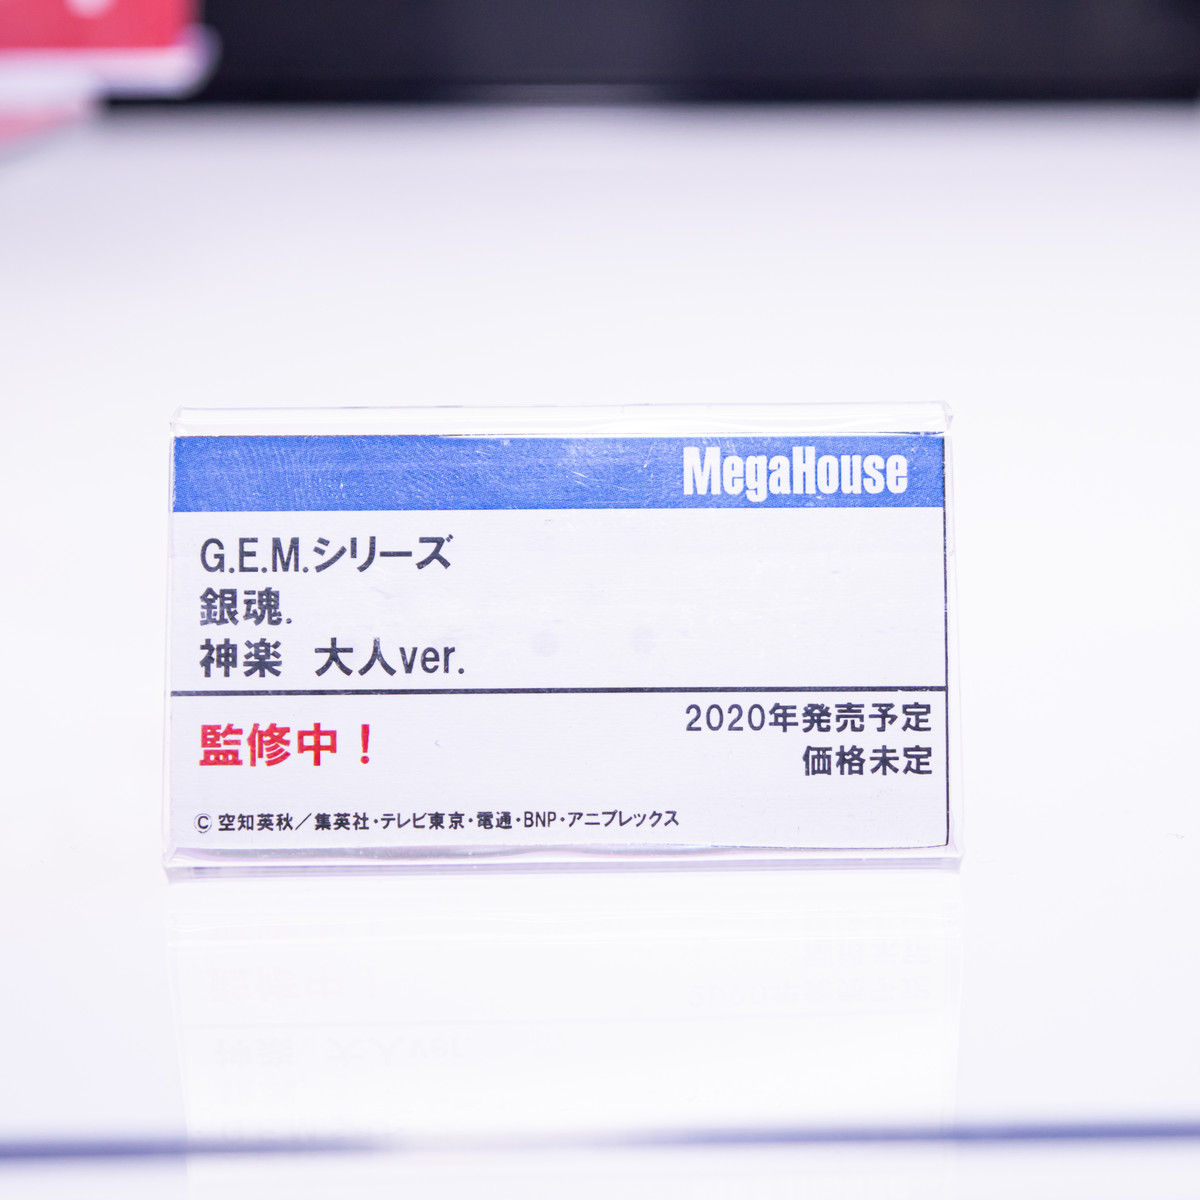 MegaHouse
G.E.M.シリーズ
銀魂.
神楽　大人ver.
監修中！
2020年発売予定
価格未定
© 空知英秋／集英社・テレビ東京・電通・BNP・アニプレックス